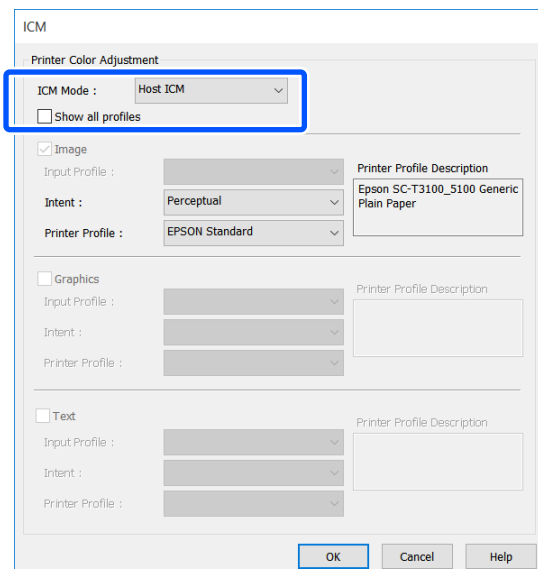 ICM
Printer Color Adjustment
ICM Mode : Host ICM
Show all profiles
Image
Input Profile : Printer Profile Description
Intent : Perceptual Epson SC-T3100_5100 Generic
Plain Paper
Printer Profile : EPSON Standard
Graphics
Input Profile : Printer Profile Description
Intent :
Printer Profile :
Text
Input Profile : Printer Profile Description
Intent :
Printer Profile :
OK Cancel Help